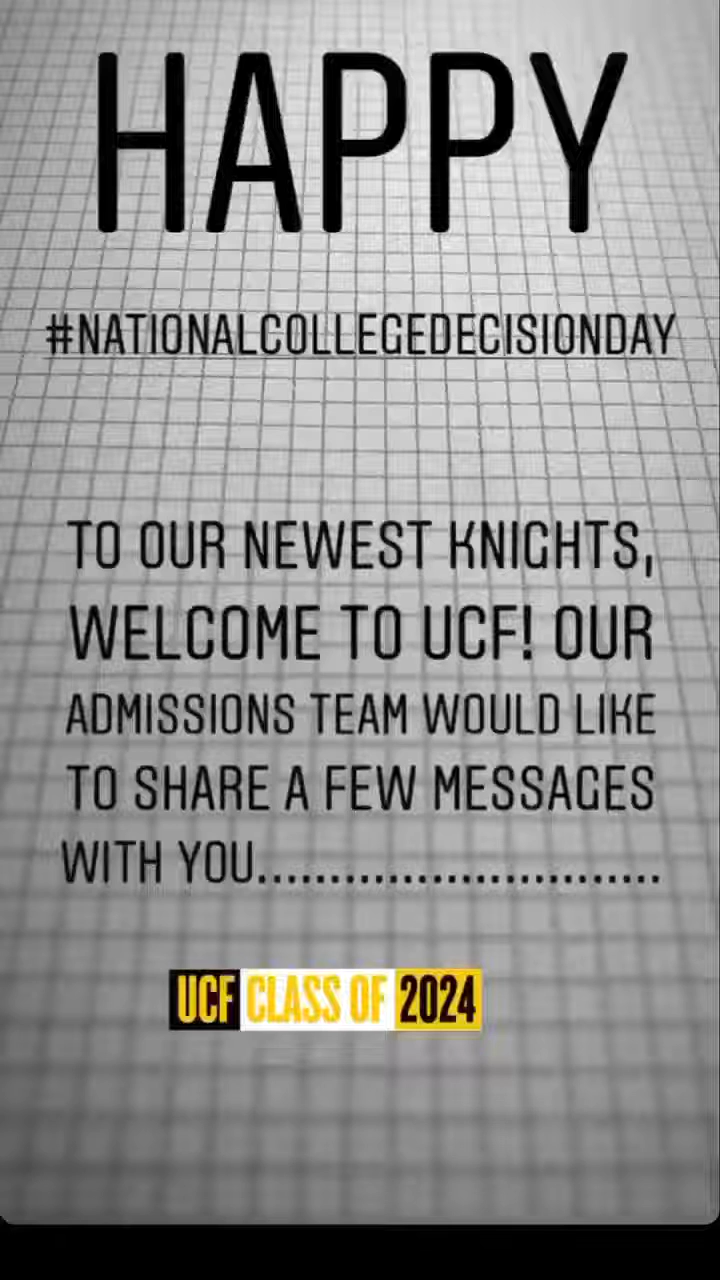 HAPPY
#NATIONALCOLLEGEDECISIONDAY
TO OUR NEWEST KNIGHTS,
WELCOME TO UCF! OUR
ADMISSIONS TEAM WOULD LIKE
TO SHARE A FEW MESSAGES
WITH YOU............................
UCF CLASS OF 2024